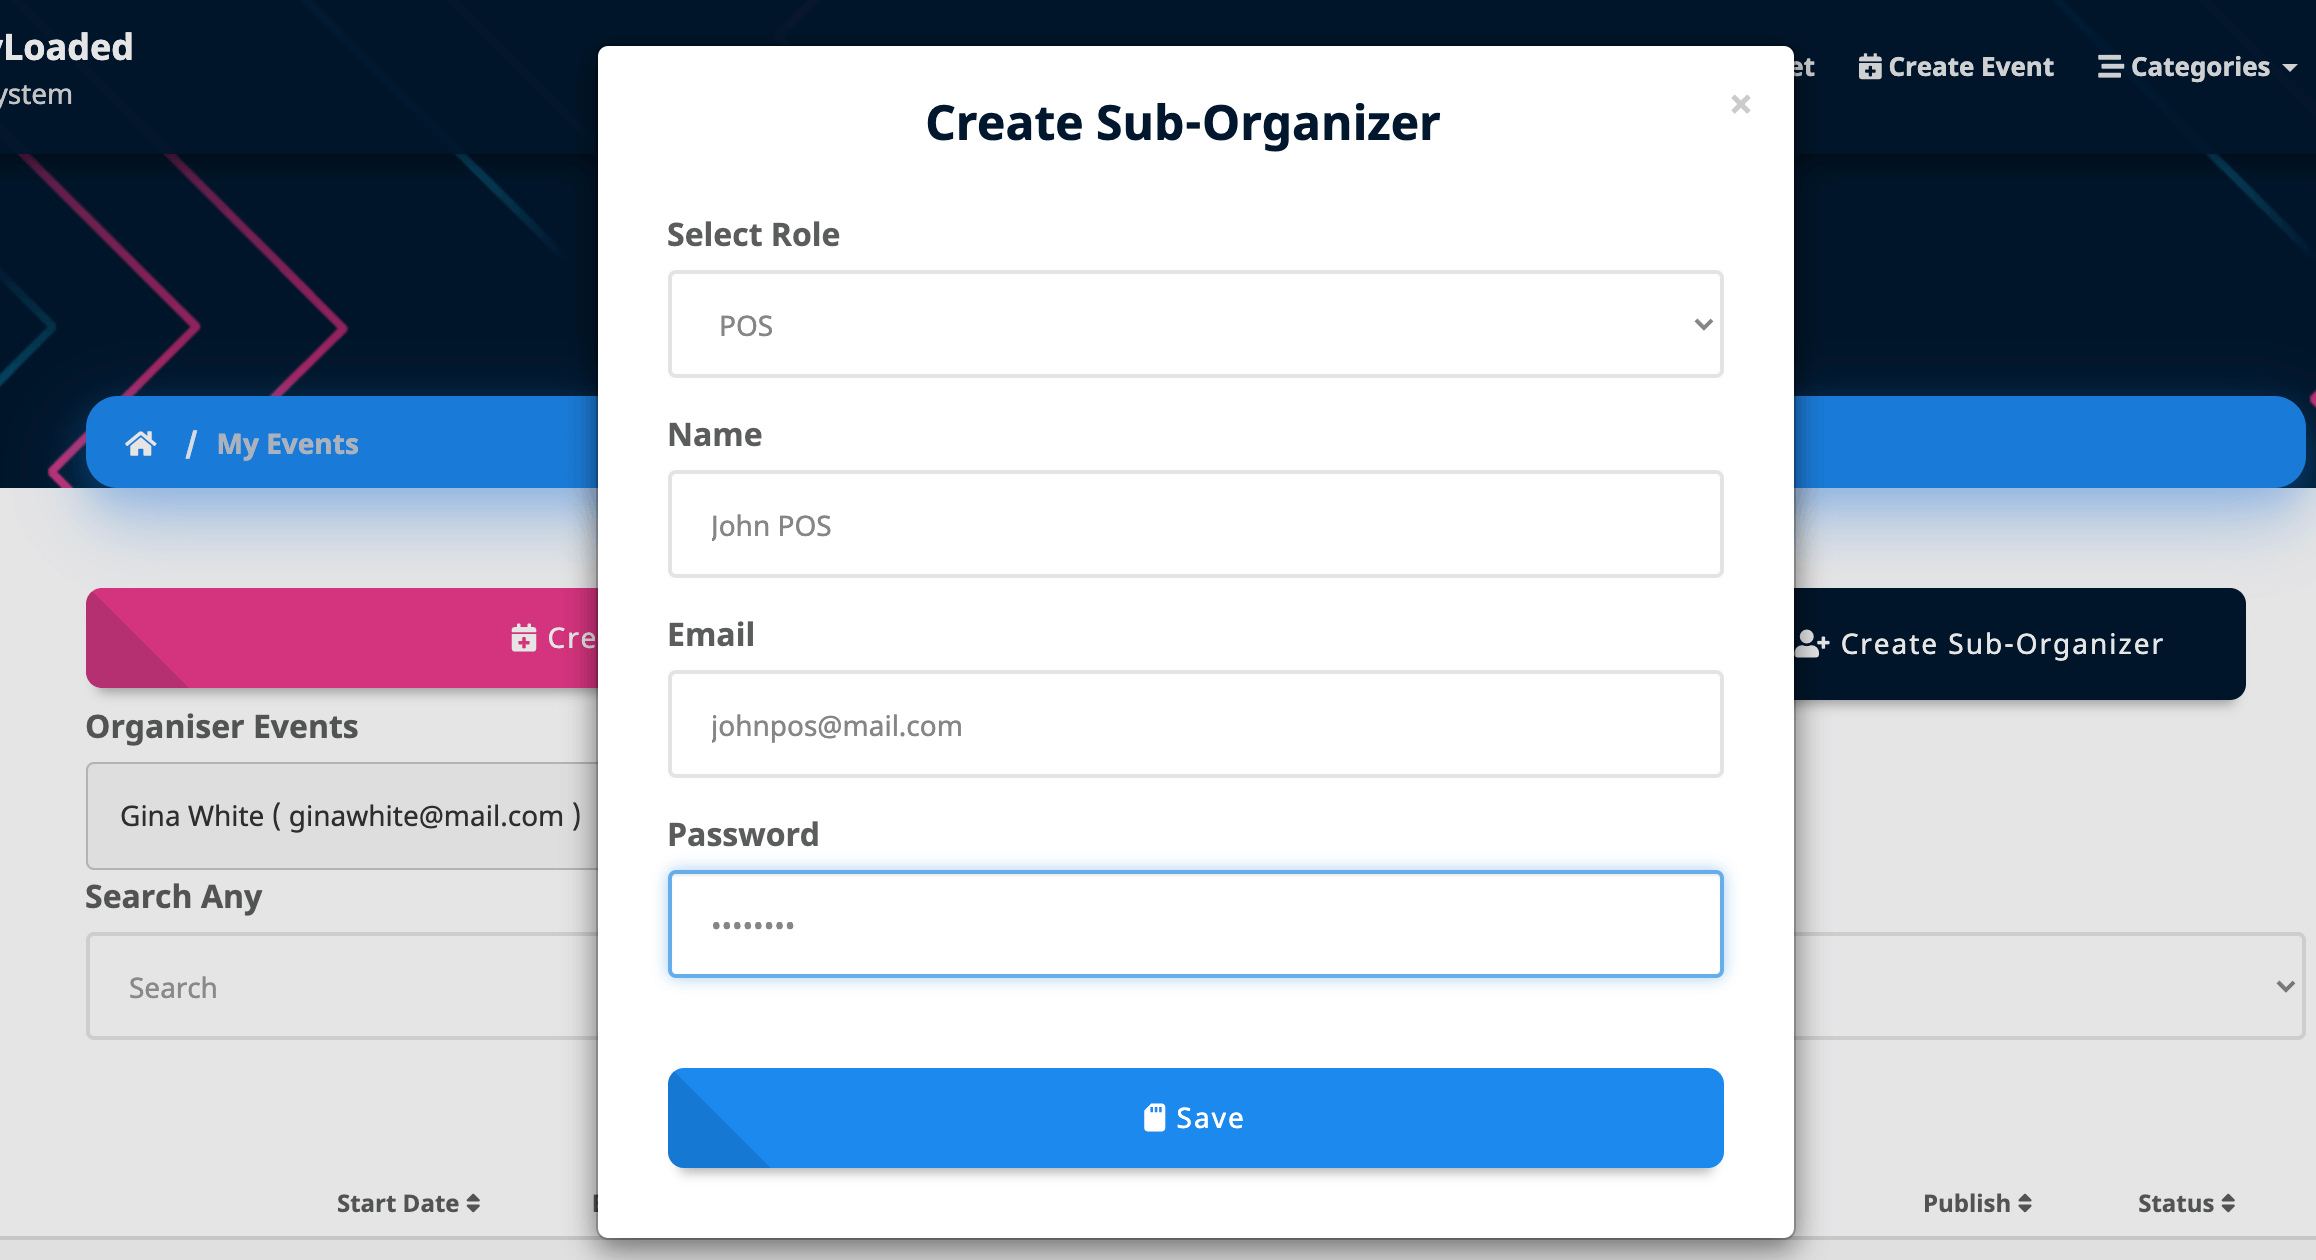 Loaded
ystem
et
Create Event
Categories
Create Sub-Organizer
Select Role
POS
Name
John POS
Email
johnpos@mail.com
Password
••••••••
Save
/ My Events
Cre
Create Sub-Organizer
Organiser Events
Gina White ( ginawhite@mail.com )
Search Any
Search
Start Date
Publish
Status